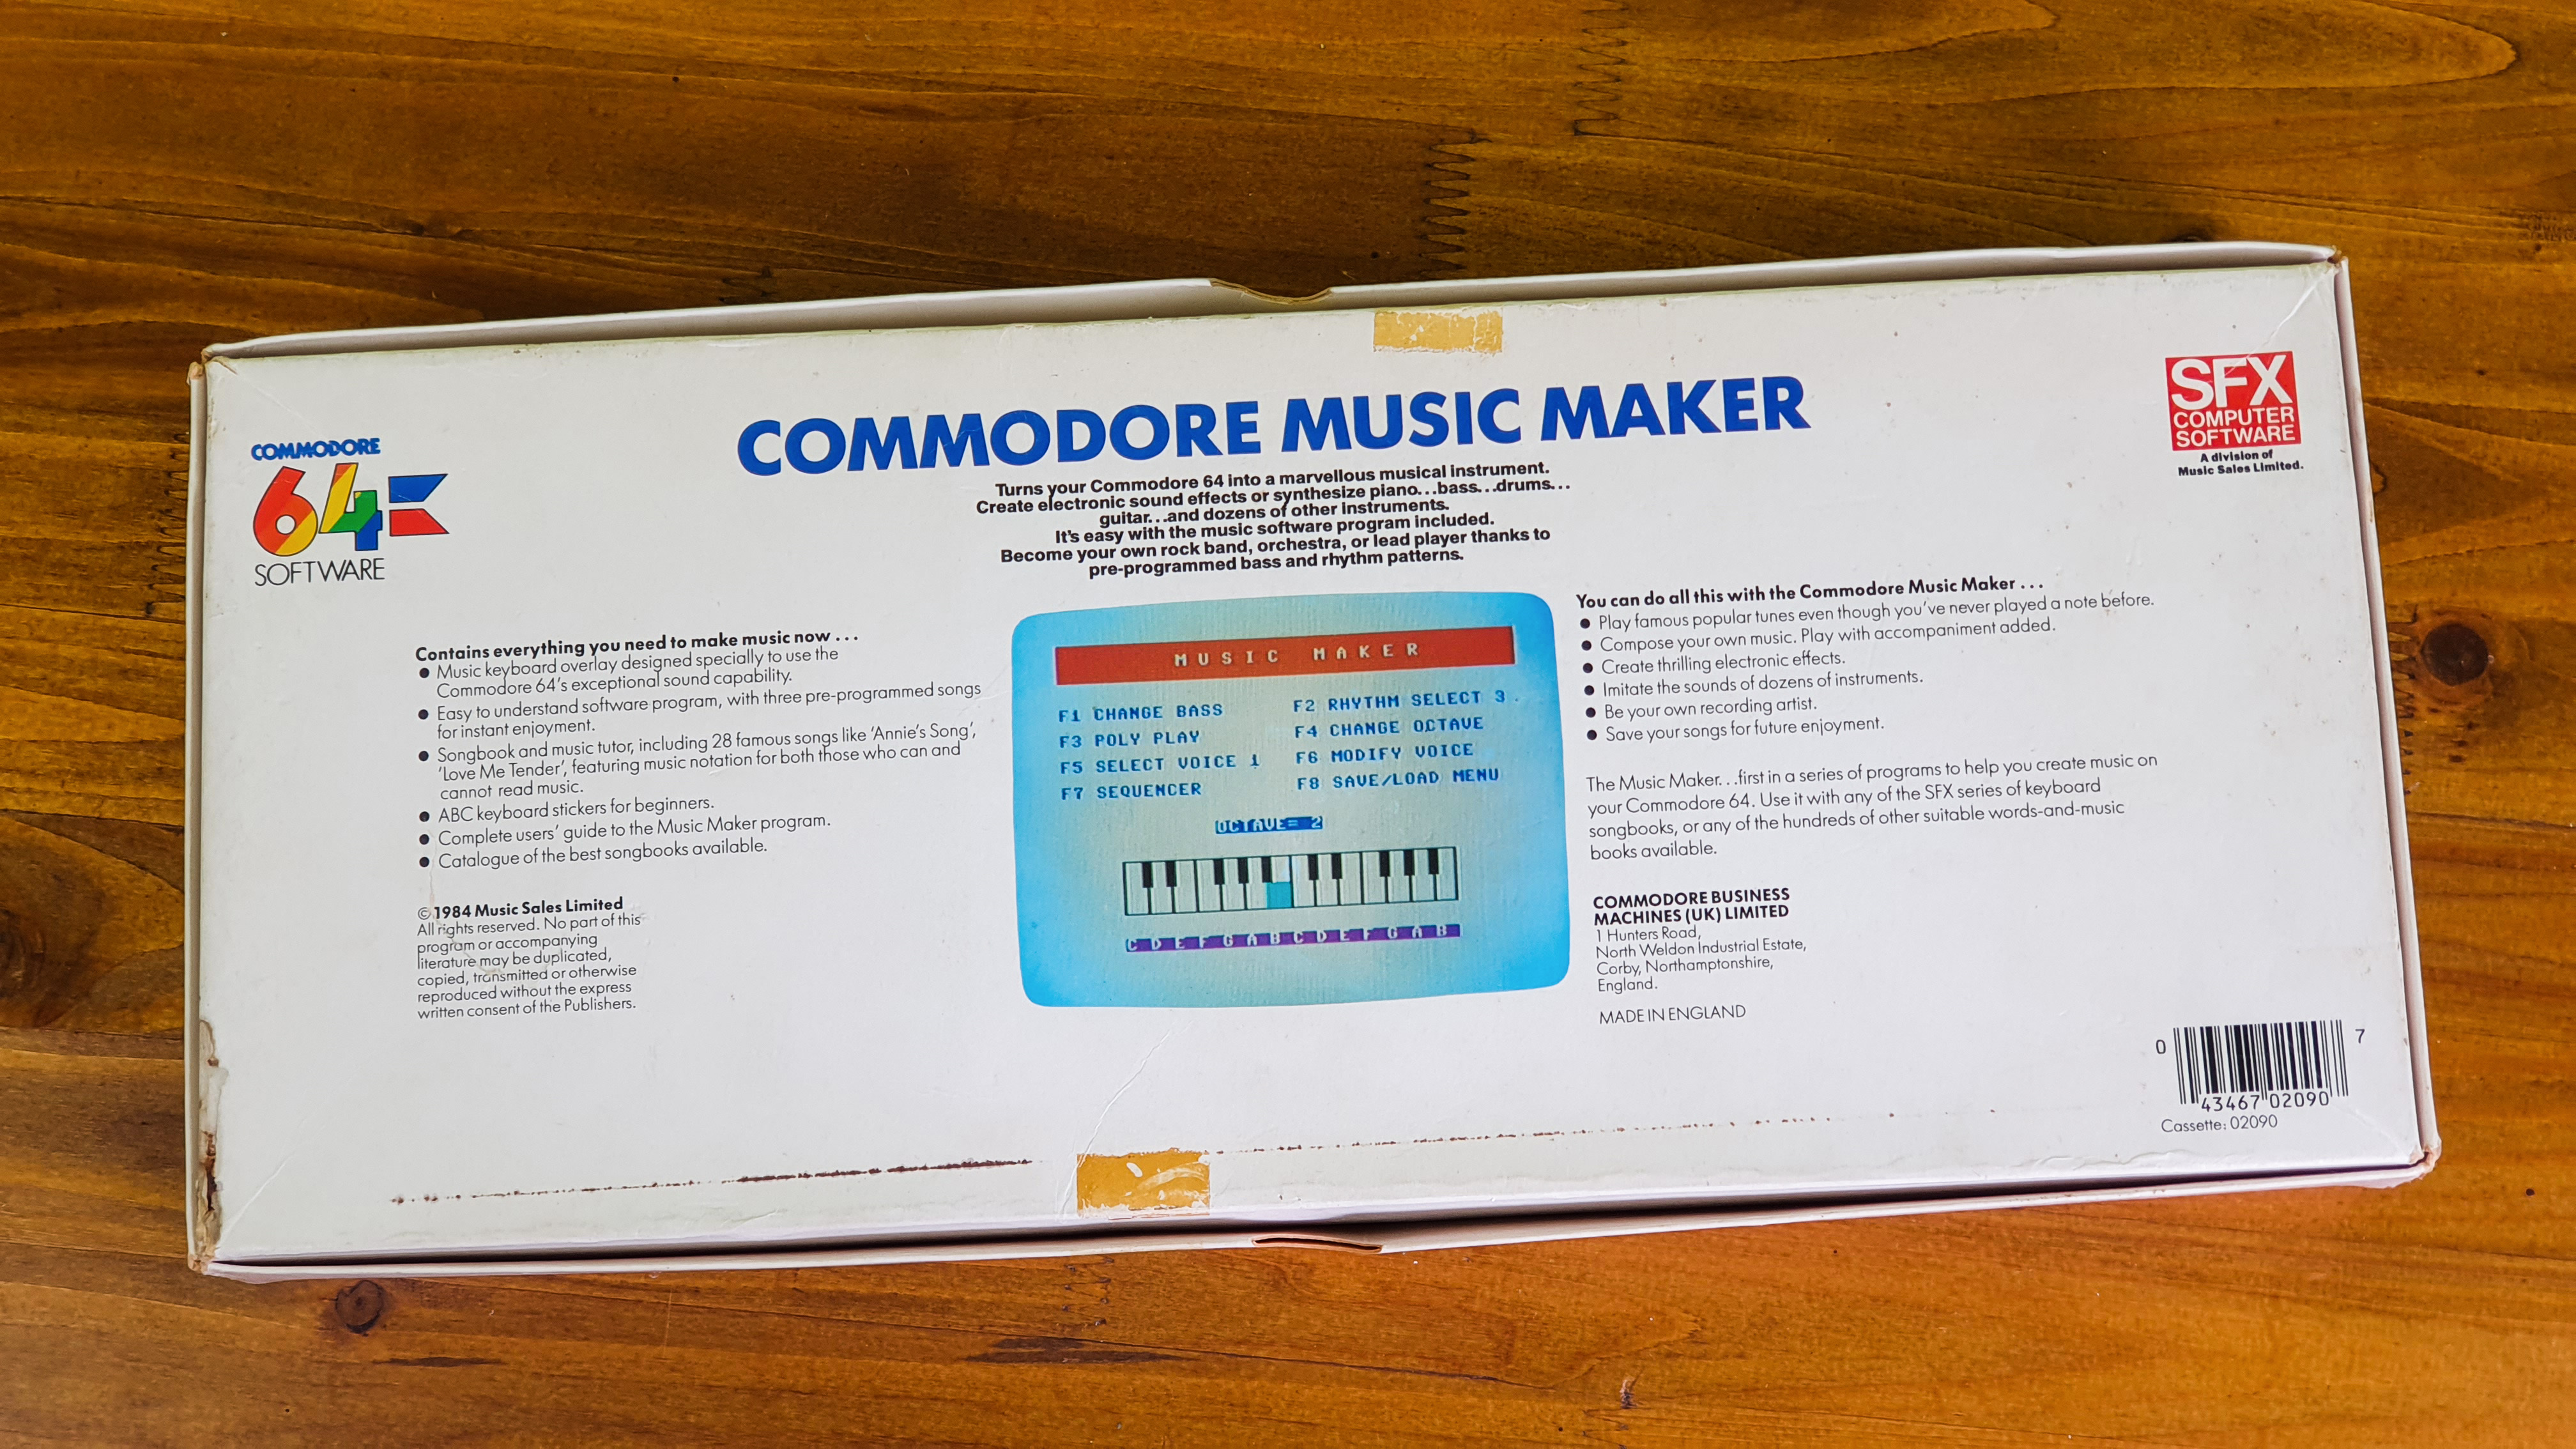 COMMODORE MUSIC MAKER
Turns your Commodore 64 into a marvellous musical instrument.
Create electronic sound effects or synthesize piano...bass...drums...
guitar...and dozens of other instruments.
It's easy with the music software program included.
Become your own rock band, orchestra, or lead player thanks to
pre-programmed bass and rhythm patterns.
COMMODORE
64
SOFTWARE
SFX
COMPUTER
SOFTWARE
A division of
Music Sales Limited.
Contains everything you need to make music now . . .
● Music keyboard overlay designed specially to use the
Commodore 64's exceptional sound capability.
● Easy to understand software program, with three pre-programmed songs
for instant enjoyment.
● Songbook and music tutor, including 28 famous songs like 'Annie's Song',
'Love Me Tender', featuring music notation for both those who can and
cannot read music.
● ABC keyboard stickers for beginners.
● Complete users' guide to the Music Maker program.
● Catalogue of the best songbooks available.
© 1984 Music Sales Limited
All rights reserved. No part of this
program or accompanying
literature may be duplicated,
copied, transmitted or otherwise
reproduced without the express
written consent of the Publishers.
MUSIC MAKER
F1 CHANGE BASS F2 RHYTHM SELECT 3
F3 POLY PLAY F4 CHANGE OCTAVE
F5 SELECT VOICE 1 F6 MODIFY VOICE
F7 SEQUENCER F8 SAVE/LOAD MENU
OCTAVE= 2
C D E F G A B C D E F G A B
You can do all this with the Commodore Music Maker . . .
● Play famous popular tunes even though you've never played a note before.
● Compose your own music. Play with accompaniment added.
● Create thrilling electronic effects.
● Imitate the sounds of dozens of instruments.
● Be your own recording artist.
● Save your songs for future enjoyment.
The Music Maker...first in a series of programs to help you create music on
your Commodore 64. Use it with any of the SFX series of keyboard
songbooks, or any of the hundreds of other suitable words-and-music
books available.
COMMODORE BUSINESS
MACHINES (UK) LIMITED
1 Hunters Road,
North Weldon Industrial Estate,
Corby, Northamptonshire,
England.
MADE IN ENGLAND
0 43467 02090 7
Cassette: 02090